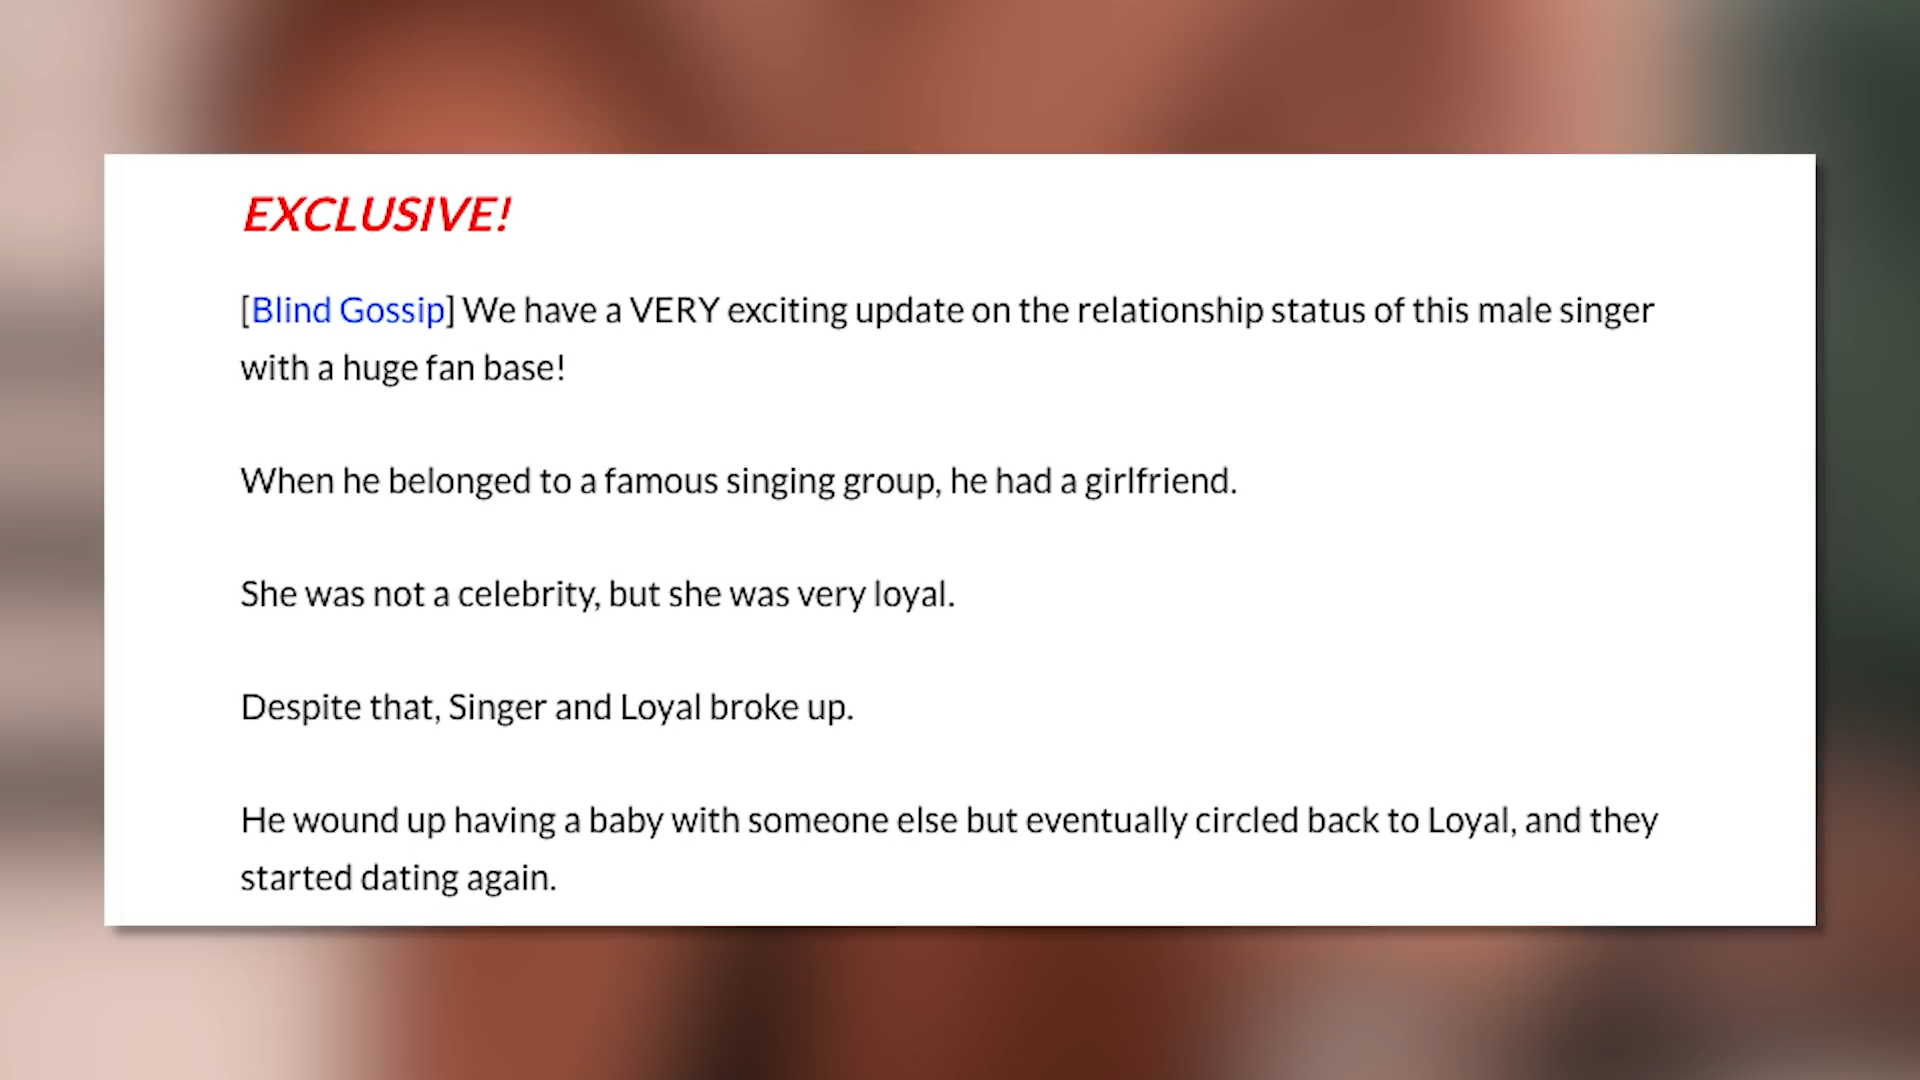 EXCLUSIVE!
[Blind Gossip] We have a VERY exciting update on the relationship status of this male singer
with a huge fan base!
When he belonged to a famous singing group, he had a girlfriend.
She was not a celebrity, but she was very loyal.
Despite that, Singer and Loyal broke up.
He wound up having a baby with someone else but eventually circled back to Loyal, and they
started dating again.